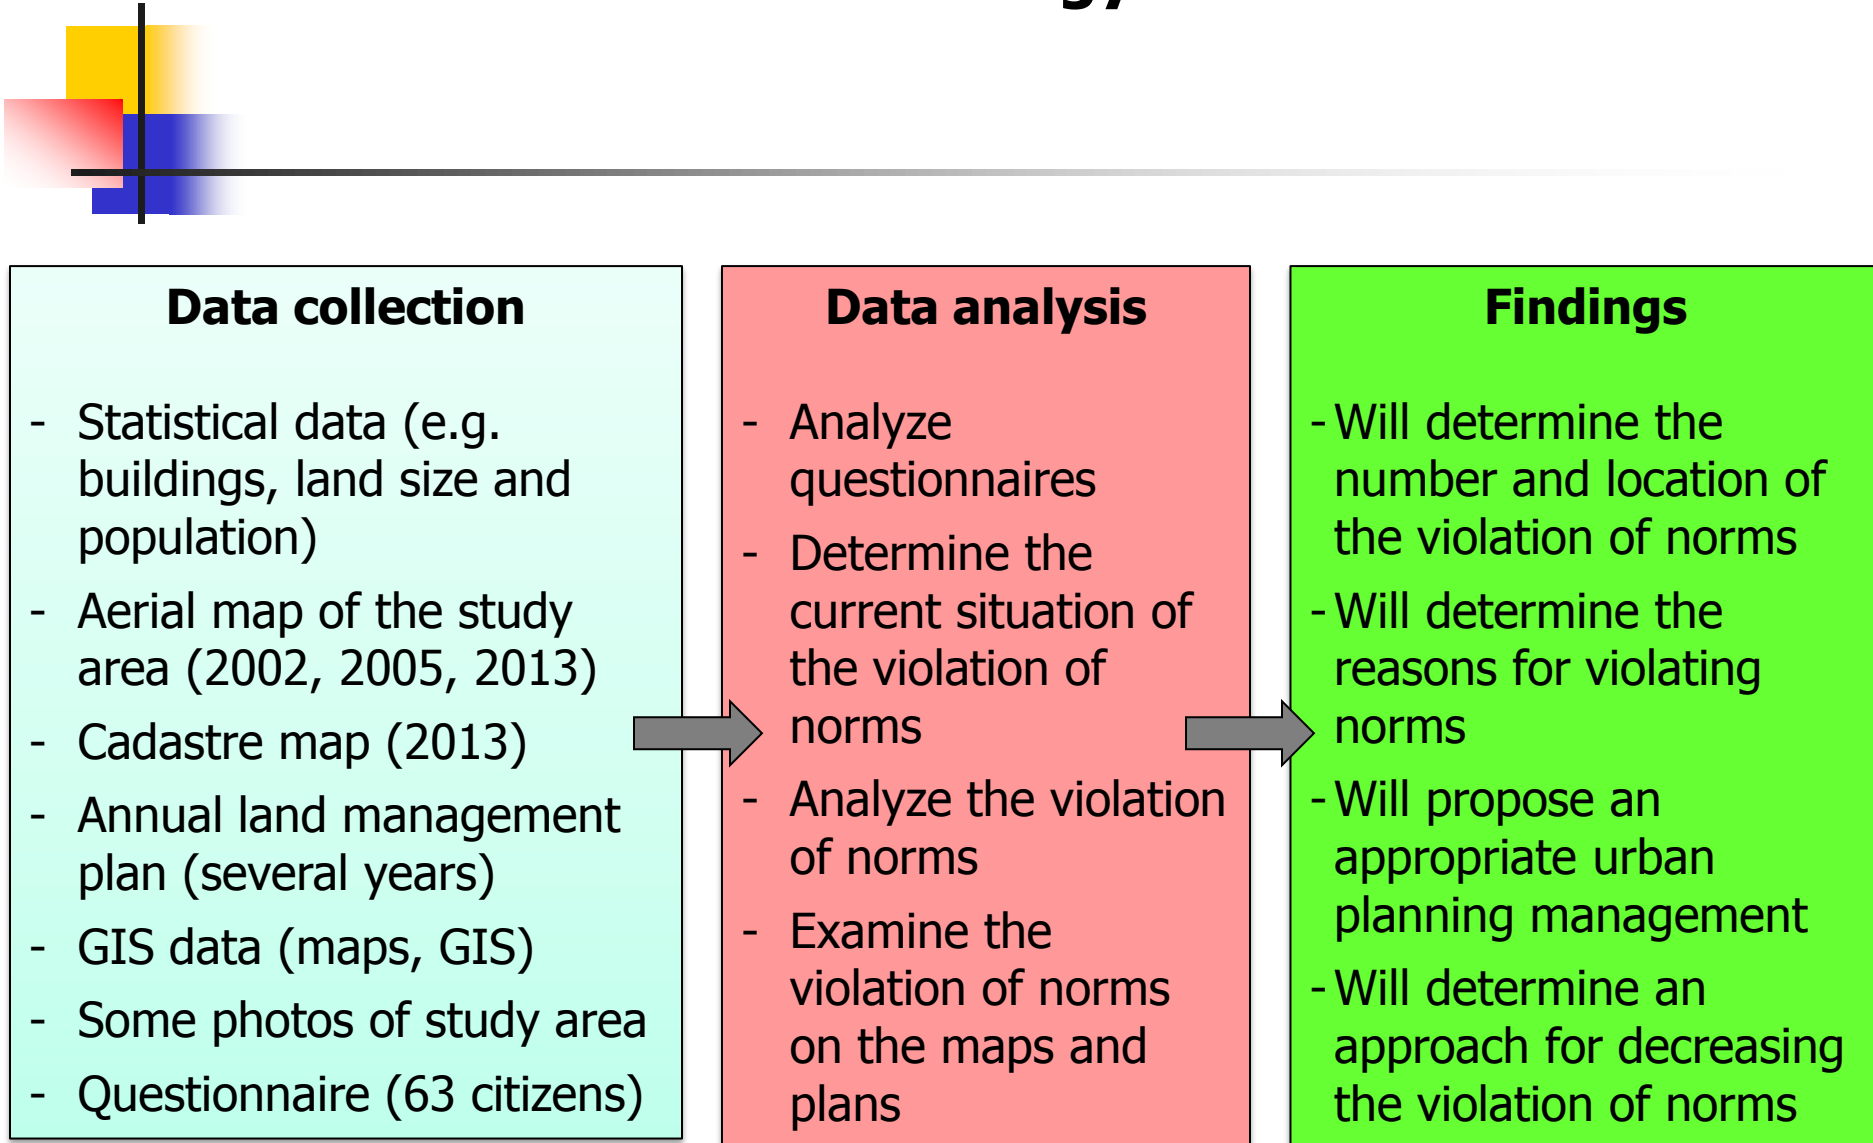 Data collection
- Statistical data (e.g.
buildings, land size and
population)
- Aerial map of the study
area (2002, 2005, 2013)
- Cadastre map (2013)
- Annual land management
plan (several years)
- GIS data (maps, GIS)
- Some photos of study area
- Questionnaire (63 citizens)
Data analysis
- Analyze
questionnaires
- Determine the
current situation of
the violation of
norms
- Analyze the violation
of norms
- Examine the
violation of norms
on the maps and
plans
Findings
- Will determine the
number and location of
the violation of norms
- Will determine the
reasons for violating
norms
- Will propose an
appropriate urban
planning management
- Will determine an
approach for decreasing
the violation of norms